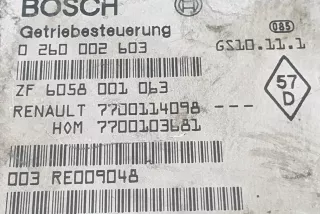 BOSCH
Getriebesteuerung
085
0 260 002 603
GS10.11.1
ZF 6058 001 063
57
D
RENAULT 7700114098 ---
HOM 7700103681
003 RE009048